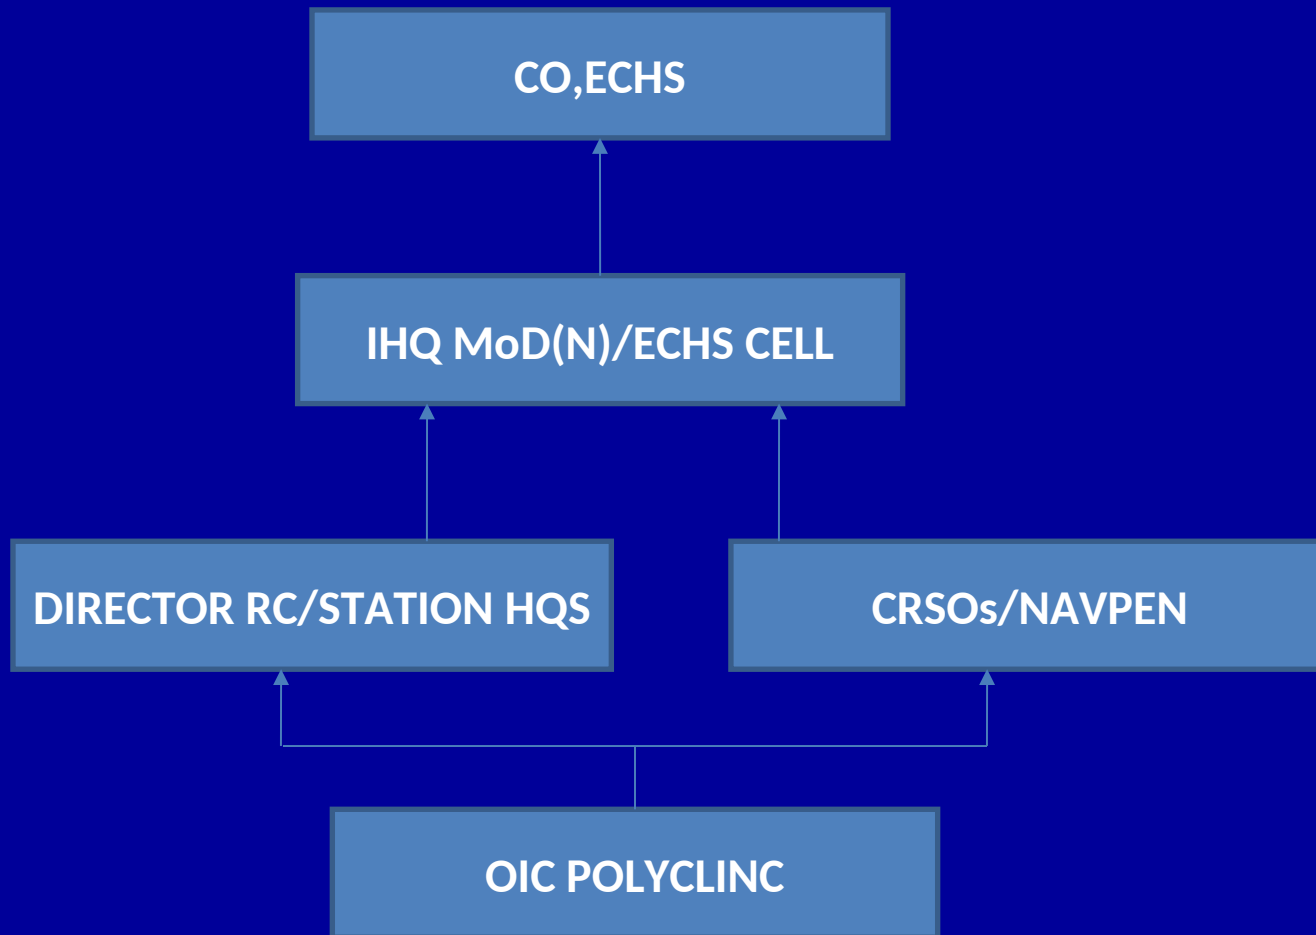 CO,ECHS
IHQ MoD(N)/ECHS CELL
DIRECTOR RC/STATION HQS
CRSOs/NAVPEN
OIC POLYCLINC